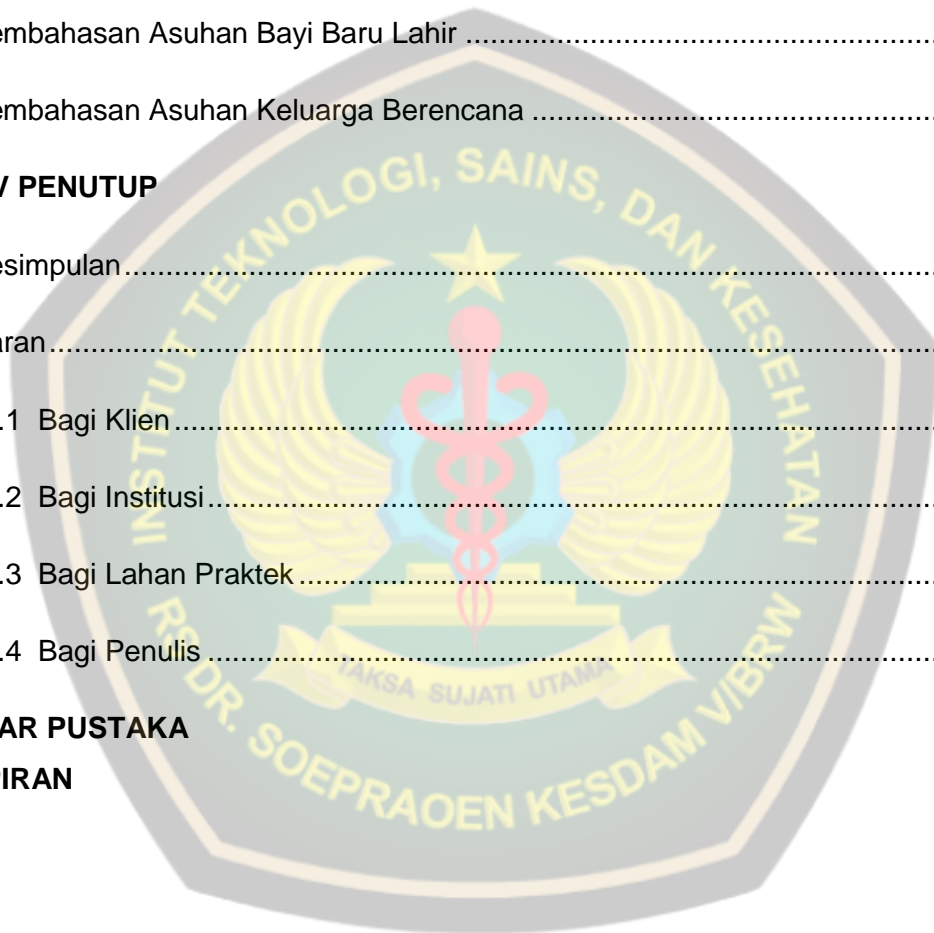 embahasan Asuhan Bayi Baru Lahir ................................................................
embahasan Asuhan Keluarga Berencana .......................................................
V PENUTUP
esimpulan................................................................................................................
aran..........................................................................................................................
.1 Bagi Klien..........................................................................................................
.2 Bagi Institusi.....................................................................................................
.3 Bagi Lahan Praktek..........................................................................................
.4 Bagi Penulis.....................................................................................................
AR PUSTAKA
PIRAN
INSTITUT TEKNOLOGI, SAINS, DAN KESEHATAN
TAKSA SUJATI UTAMA
RS DR. SOEPRAOEN KESDAM V/BRW